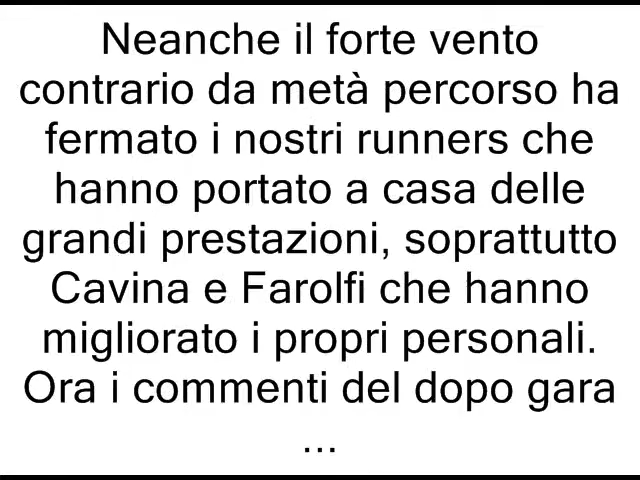 Neanche il forte vento
contrario da metà percorso ha
fermato i nostri runners che
hanno portato a casa delle
grandi prestazioni, soprattutto
Cavina e Farolfi che hanno
migliorato i propri personali.
Ora i commenti del dopo gara
...